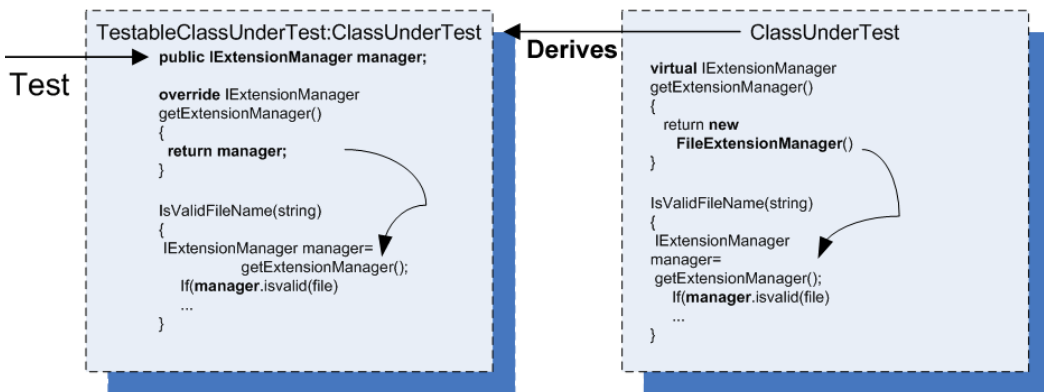 Test
TestableClassUnderTest:ClassUnderTest
public IExtensionManager manager;
override IExtensionManager
getExtensionManager()
{
return manager;
}
IsValidFileName(string)
{
IExtensionManager manager=
getExtensionManager();
If(manager.isvalid(file)
...
}
Derives
ClassUnderTest
virtual IExtensionManager
getExtensionManager()
{
return new
FileExtensionManager()
}
IsValidFileName(string)
{
IExtensionManager
manager=
getExtensionManager();
If(manager.isvalid(file)
...
}